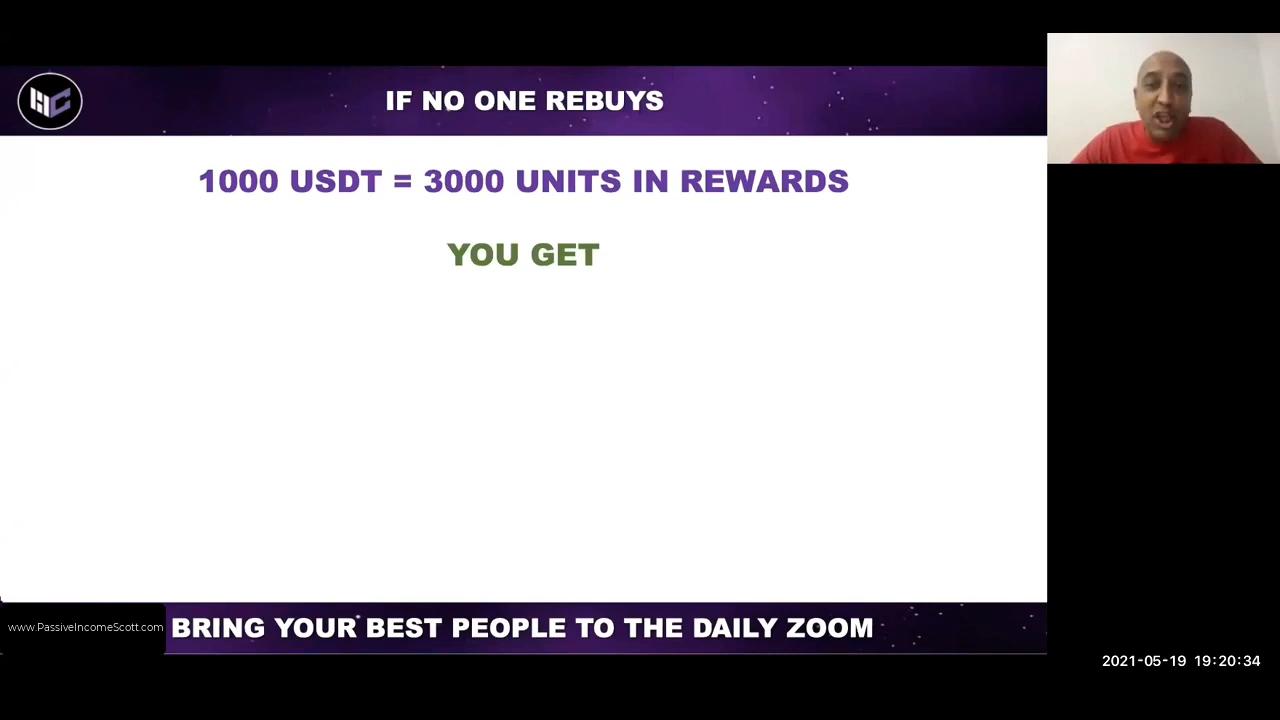 IF NO ONE REBUYS
1000 USDT = 3000 UNITS IN REWARDS
YOU GET
www.PassiveIncomeScott.com
BRING YOUR BEST PEOPLE TO THE DAILY ZOOM
2021-05-19 19:20:34